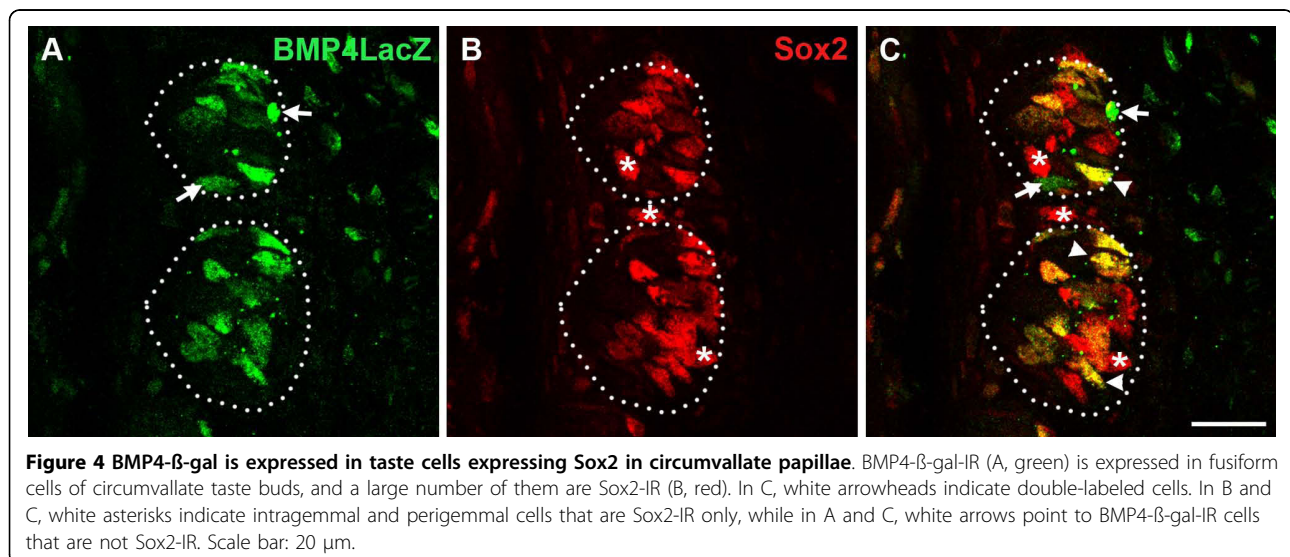 A BMP4LacZ B Sox2 C
Figure 4 BMP4-ß-gal is expressed in taste cells expressing Sox2 in circumvallate papillae. BMP4-ß-gal-IR (A, green) is expressed in fusiform
cells of circumvallate taste buds, and a large number of them are Sox2-IR (B, red). In C, white arrowheads indicate double-labeled cells. In B and
C, white asterisks indicate intragemmal and perigemmal cells that are Sox2-IR only, while in A and C, white arrows point to BMP4-ß-gal-IR cells
that are not Sox2-IR. Scale bar: 20 μm.